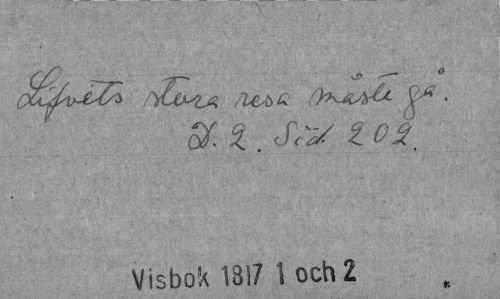 Lifvets stora resa måste gå.
D. 2. Sid. 202.
Visbok 1817 1 och 2